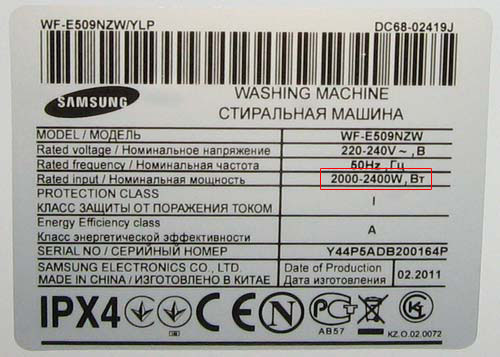 WF-E509NZW/YLP DC68-02419J
SAMSUNG
WASHING MACHINE
СТИРАЛЬНАЯ МАШИНА
MODEL / МОДЕЛЬ WF-E509NZW
Rated voltage / Номинальное напряжение 220-240V~, В
Rated frequency / Номинальная частота 50Hz, Гц
Rated input / Номинальная мощность 2000-2400W, Вт
PROTECTION CLASS
КЛАСС ЗАЩИТЫ ОТ ПОРАЖЕНИЯ ТОКОМ I
Energy Efficiency class
Класс энергетической эффективности A
SERIAL NO / СЕРИЙНЫЙ НОМЕР Y44P5ADB200164P
SAMSUNG ELECTRONICS CO., LTD.
MADE IN CHINA / ИЗГОТОВЛЕНО В КИТАЕ
Date of Production
Дата изготовления 02.2011
IPX4 CE N РСТ
АВ57 KZ.O.02.0072